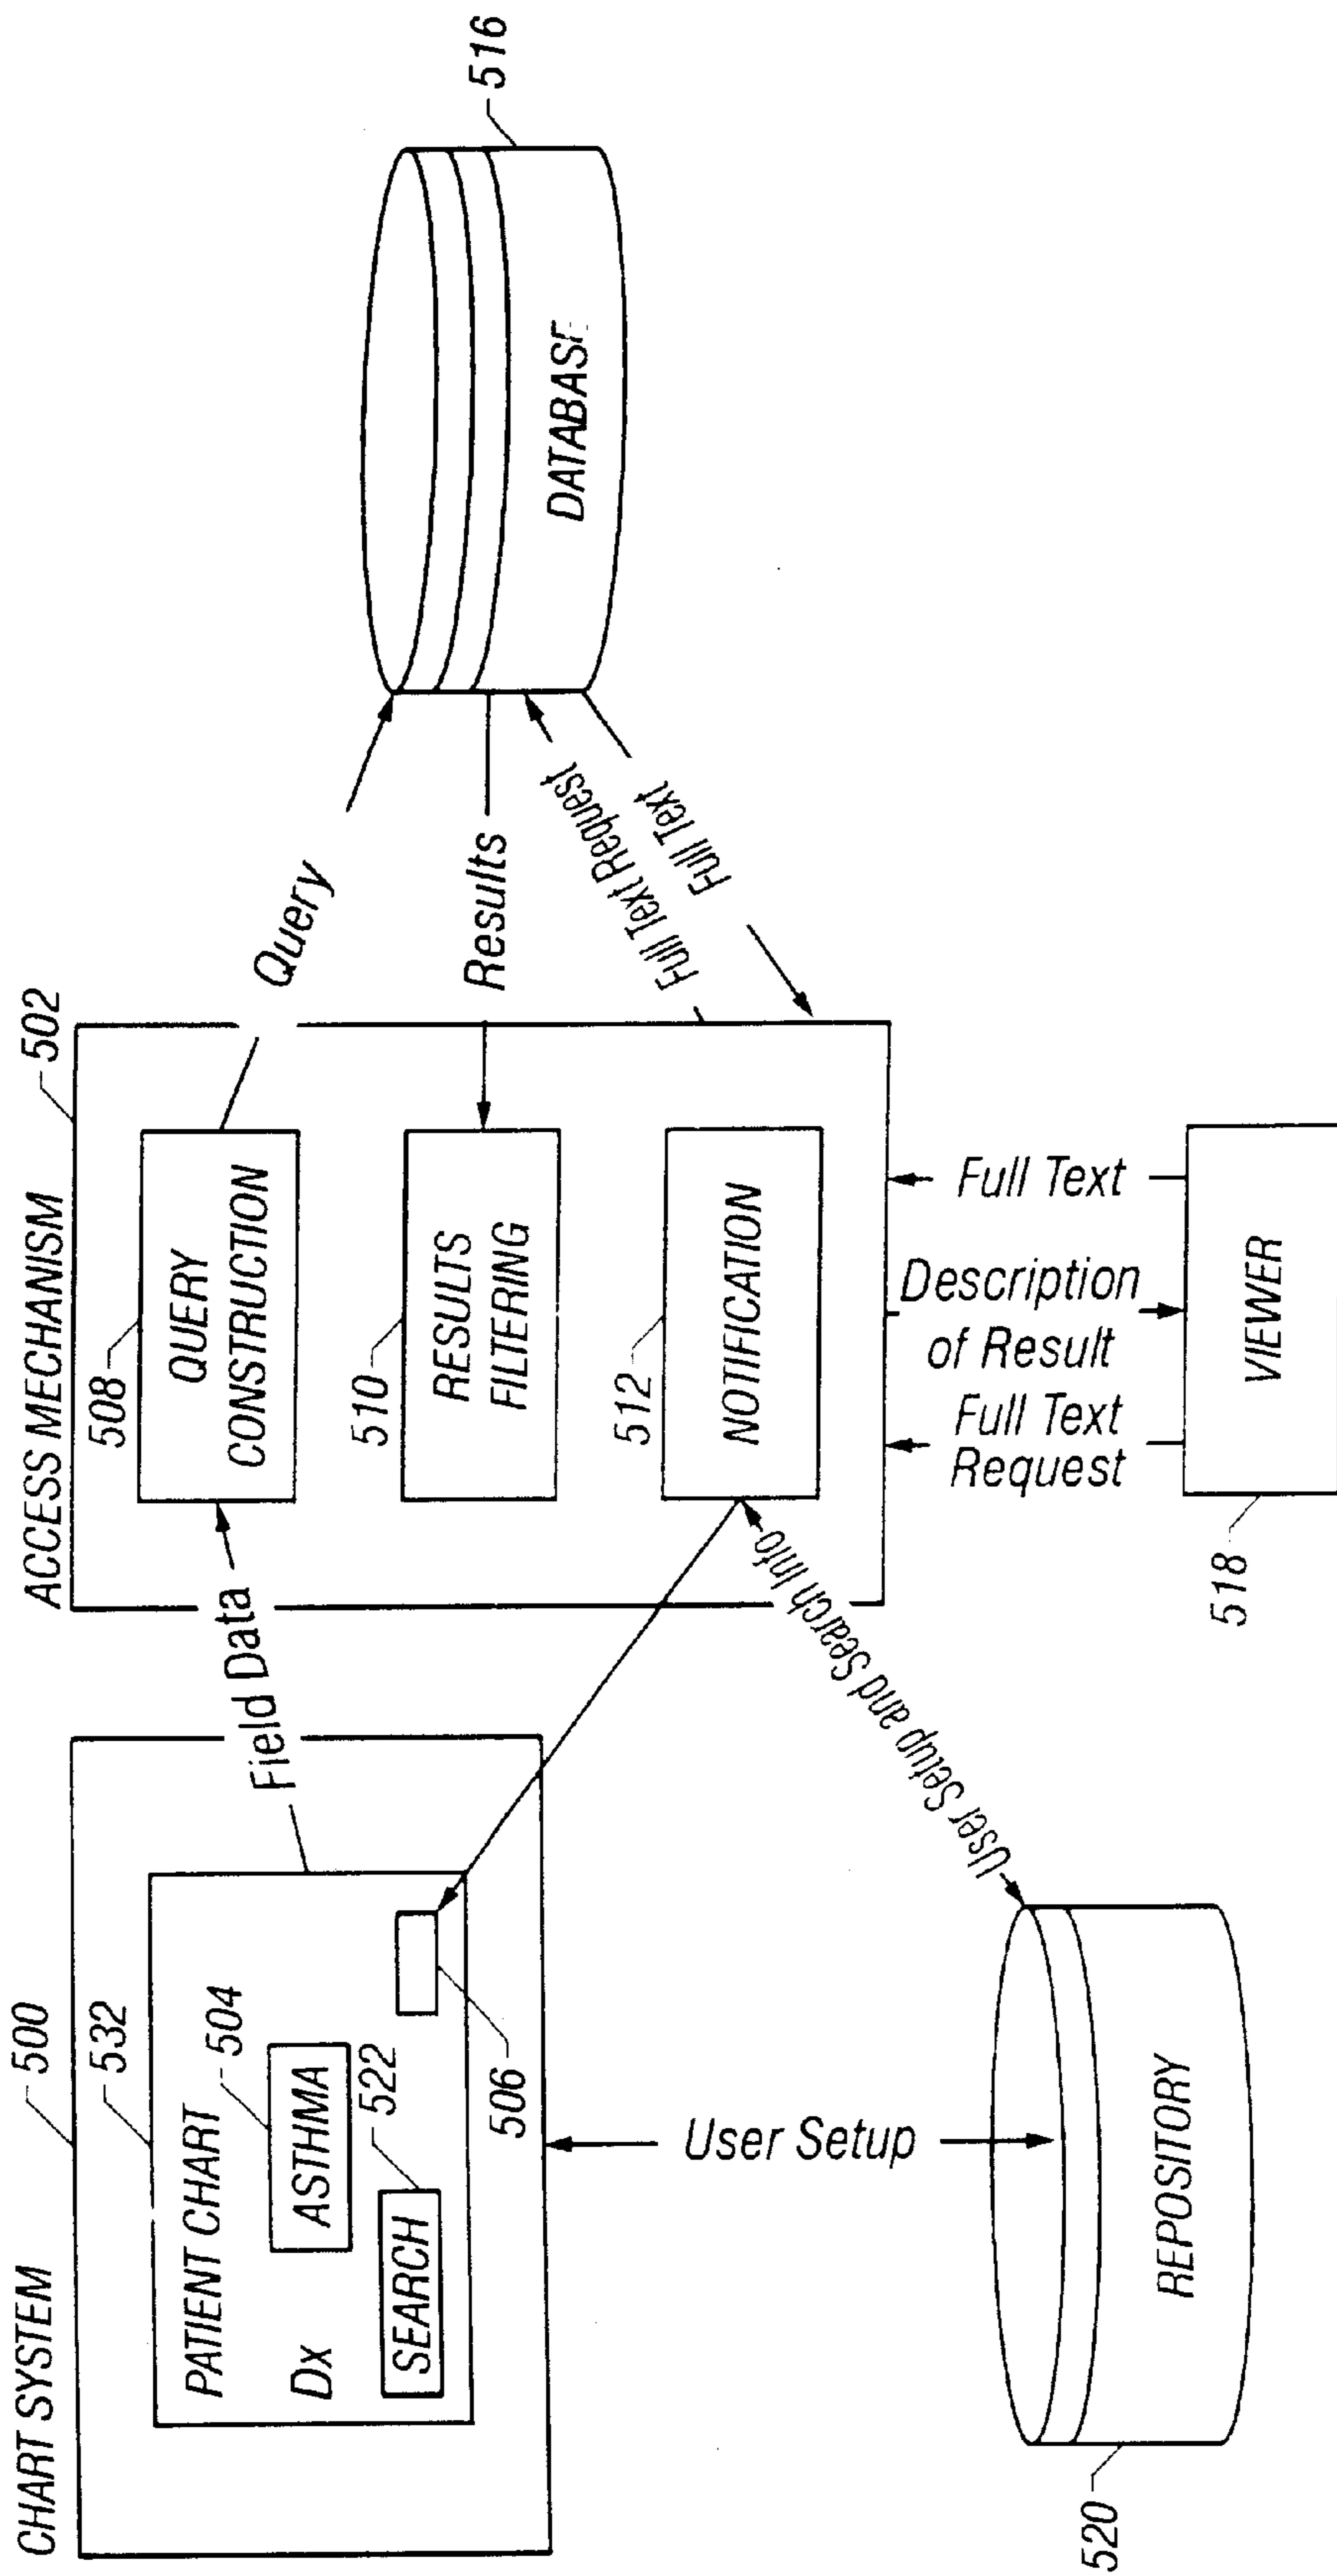 CHART SYSTEM
500
532
PATIENT CHART
504
Dx
ASTHMA
522
SEARCH
506
Field Data
ACCESS MECHANISM
502
508
QUERY
CONSTRUCTION
510
RESULTS
FILTERING
512
NOTIFICATION
Query
Results
Full Text Request
Full Text
DATABASE
516
User Setup
User Setup and Search Into
REPOSITORY
520
Full Text
Description
of Result
Full Text
Request
VIEWER
518